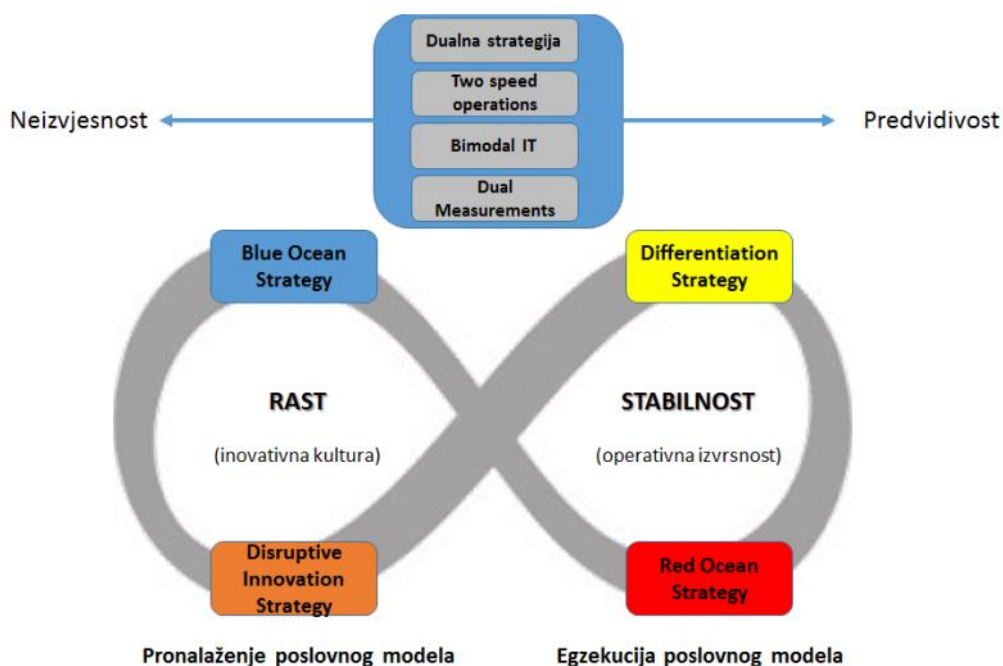 Dualna strategija
Two speed
operations
Neizvjesnost
Predvidivost
Bimodal IT
Dual
Measurements
Blue Ocean
Strategy
Differentiation
Strategy
RAST
STABILNOST
(inovativna kultura)
(operativna izvrsnost)
Disruptive
Innovation
Strategy
Red Ocean
Strategy
Pronalaženje poslovnog modela
Egzekucija poslovnog modela